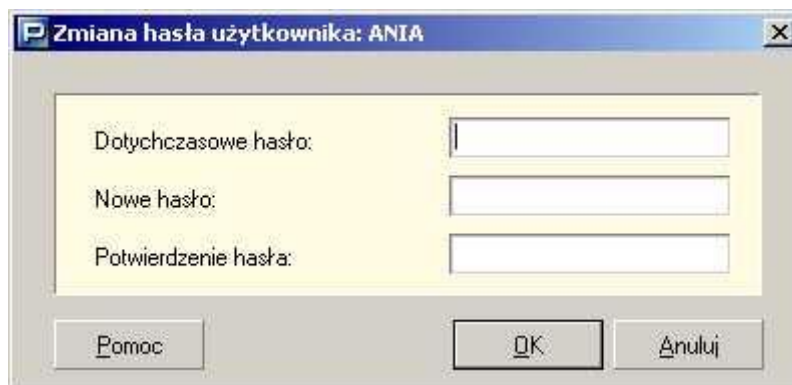 P Zmiana hasła użytkownika: ANIA
Dotychczasowe hasło:
Nowe hasło:
Potwierdzenie hasła:
Pomoc OK Anuluj